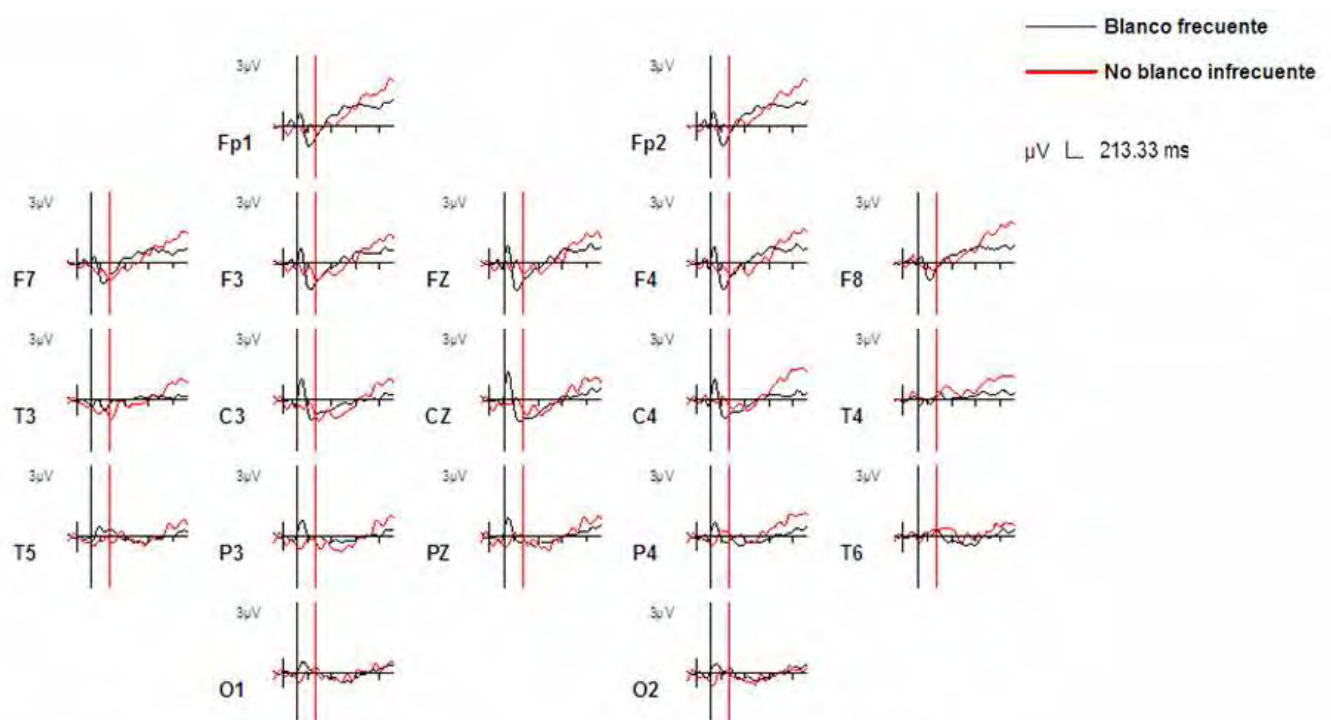 Blanco frecuente
No blanco infrecuente
µV 213.33 ms
3µV 3µV
Fp1 Fp2
3µV 3µV 3µV 3µV 3µV
F7 F3 FZ F4 F8
3µV 3µV 3µV 3µV 3µV
T3 C3 CZ C4 T4
3µV 3µV 3µV 3µV 3µV
T5 P3 PZ P4 T6
3µV 3µV
O1 O2